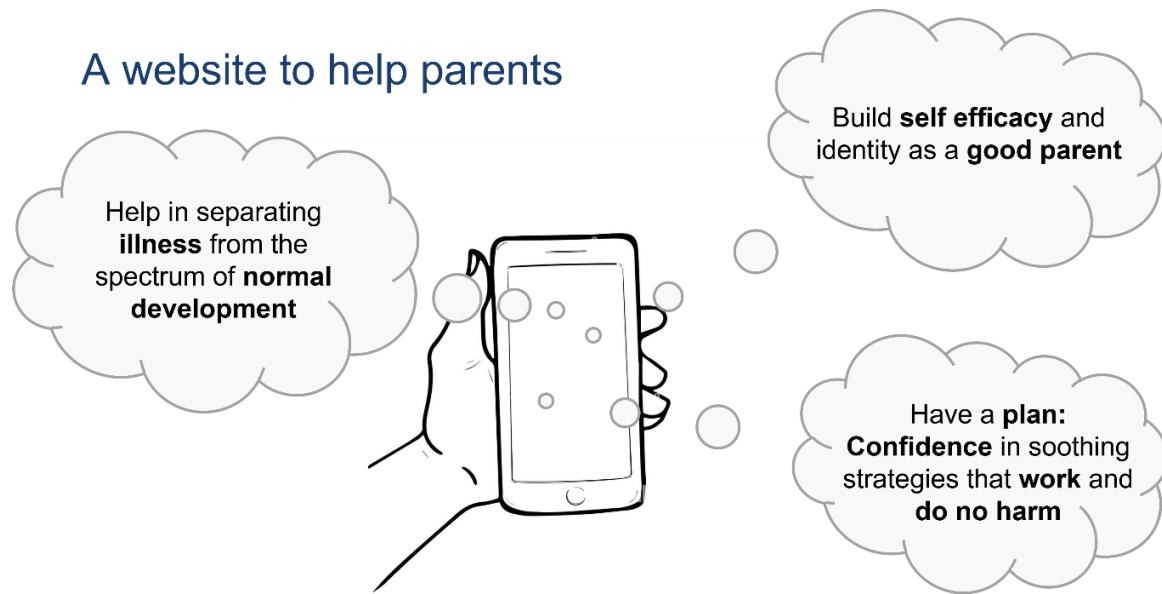 A website to help parents
Help in separating
illness from the
spectrum of normal
development
Build self efficacy and
identity as a good parent
Have a plan:
Confidence in soothing
strategies that work and
do no harm